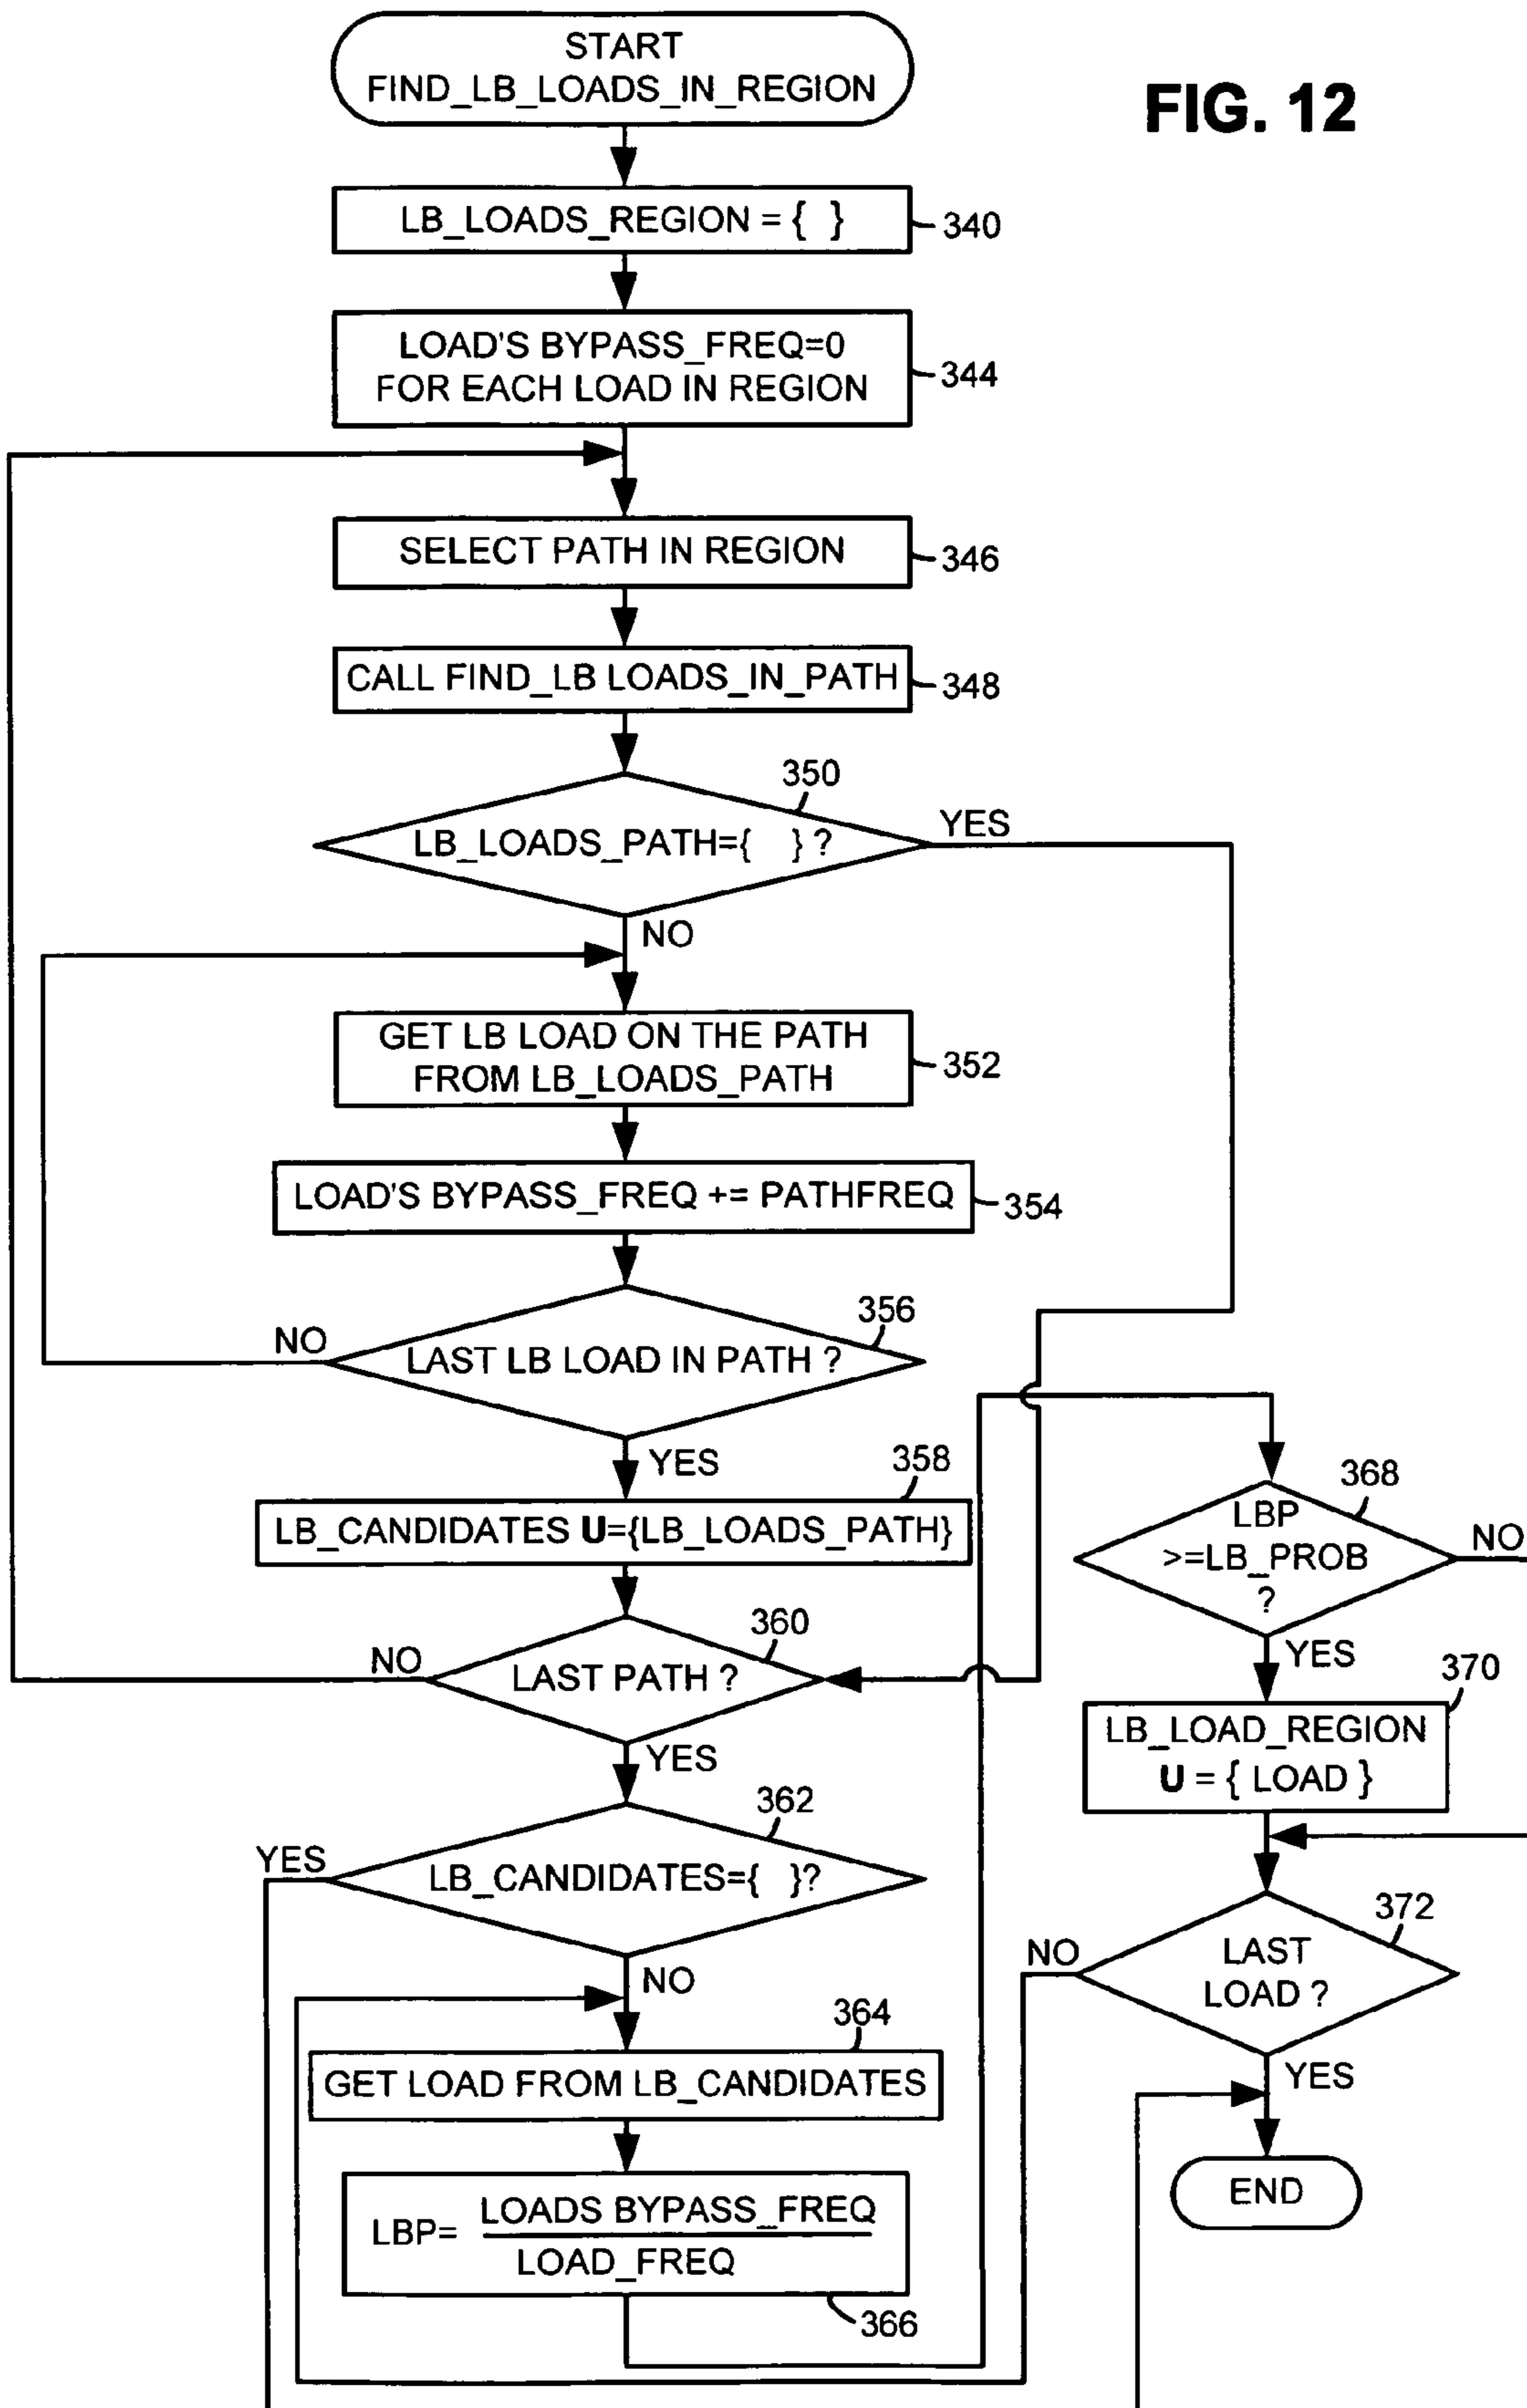 START
FIND_LB_LOADS_IN_REGION
FIG. 12
LB_LOADS_REGION = { }
340
LOAD'S BYPASS_FREQ=0
FOR EACH LOAD IN REGION
344
SELECT PATH IN REGION
346
CALL FIND_LB LOADS_IN_PATH
348
350
LB_LOADS_PATH={ } ?
YES
NO
GET LB LOAD ON THE PATH
FROM LB_LOADS_PATH
352
LOAD'S BYPASS_FREQ += PATHFREQ
354
356
NO
LAST LB LOAD IN PATH ?
YES
358
LB_CANDIDATES U={LB_LOADS_PATH}
360
NO
LAST PATH ?
YES
362
YES
LB_CANDIDATES={ }?
NO
364
GET LOAD FROM LB_CANDIDATES
LBP= LOADS BYPASS_FREQ
LOAD_FREQ
366
368
LBP
>=LB_PROB
?
NO
YES
370
LB_LOAD_REGION
U = { LOAD }
372
NO
LAST
LOAD ?
YES
END